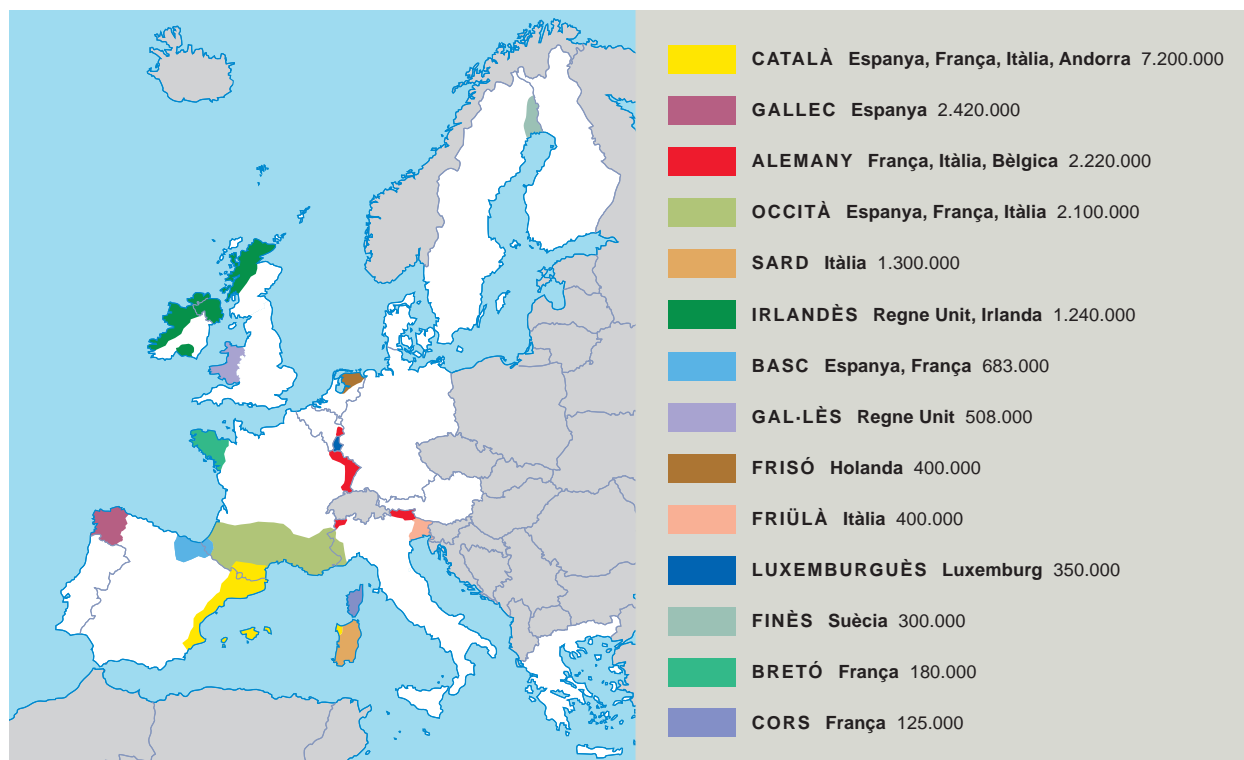 CATALÀ Espanya, França, Itàlia, Andorra 7.200.000
GALLEC Espanya 2.420.000
ALEMANY França, Itàlia, Bèlgica 2.220.000
OCCITÀ Espanya, França, Itàlia 2.100.000
SARD Itàlia 1.300.000
IRLANDÈS Regne Unit, Irlanda 1.240.000
BASC Espanya, França 683.000
GAL·LÈS Regne Unit 508.000
FRISÓ Holanda 400.000
FRIÜLÀ Itàlia 400.000
LUXEMBURGUÈS Luxemburg 350.000
FINÈS Suècia 300.000
BRETÓ França 180.000
CORS França 125.000